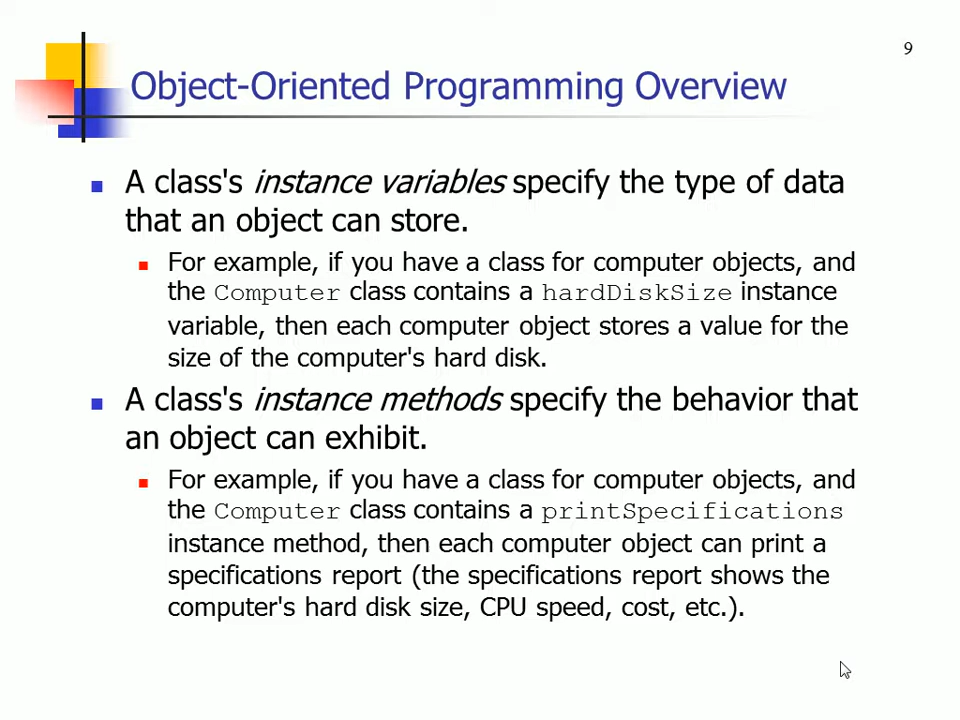 9
Object-Oriented Programming Overview
A class's instance variables specify the type of data
that an object can store.
For example, if you have a class for computer objects, and
the Computer class contains a hardDiskSize instance
variable, then each computer object stores a value for the
size of the computer's hard disk.
A class's instance methods specify the behavior that
an object can exhibit.
For example, if you have a class for computer objects, and
the Computer class contains a printSpecifications
instance method, then each computer object can print a
specifications report (the specifications report shows the
computer's hard disk size, CPU speed, cost, etc.).